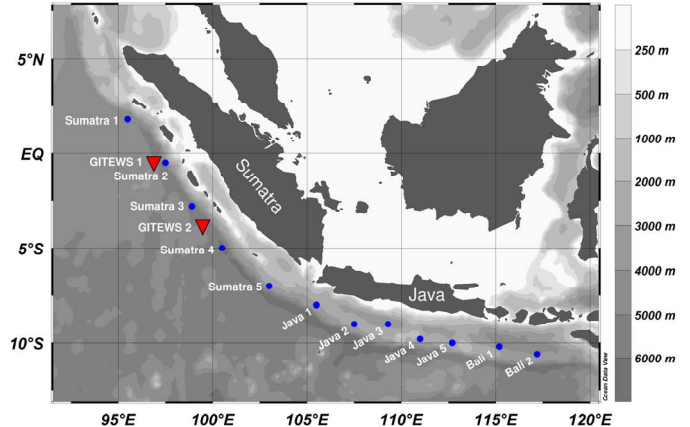 5°N
EQ
5°S
10°S
95°E
100°E
105°E
110°E
115°E
120°E
Sumatra 1
GITEWS 1
Sumatra 2
Sumatra 3
GITEWS 2
Sumatra 4
Sumatra 5
Java 1
Java 2
Java 3
Java 4
Java 5
Bali 1
Bali 2
Sumatra
Java
250 m
500 m
1000 m
2000 m
3000 m
4000 m
5000 m
6000 m
Ocean Data View